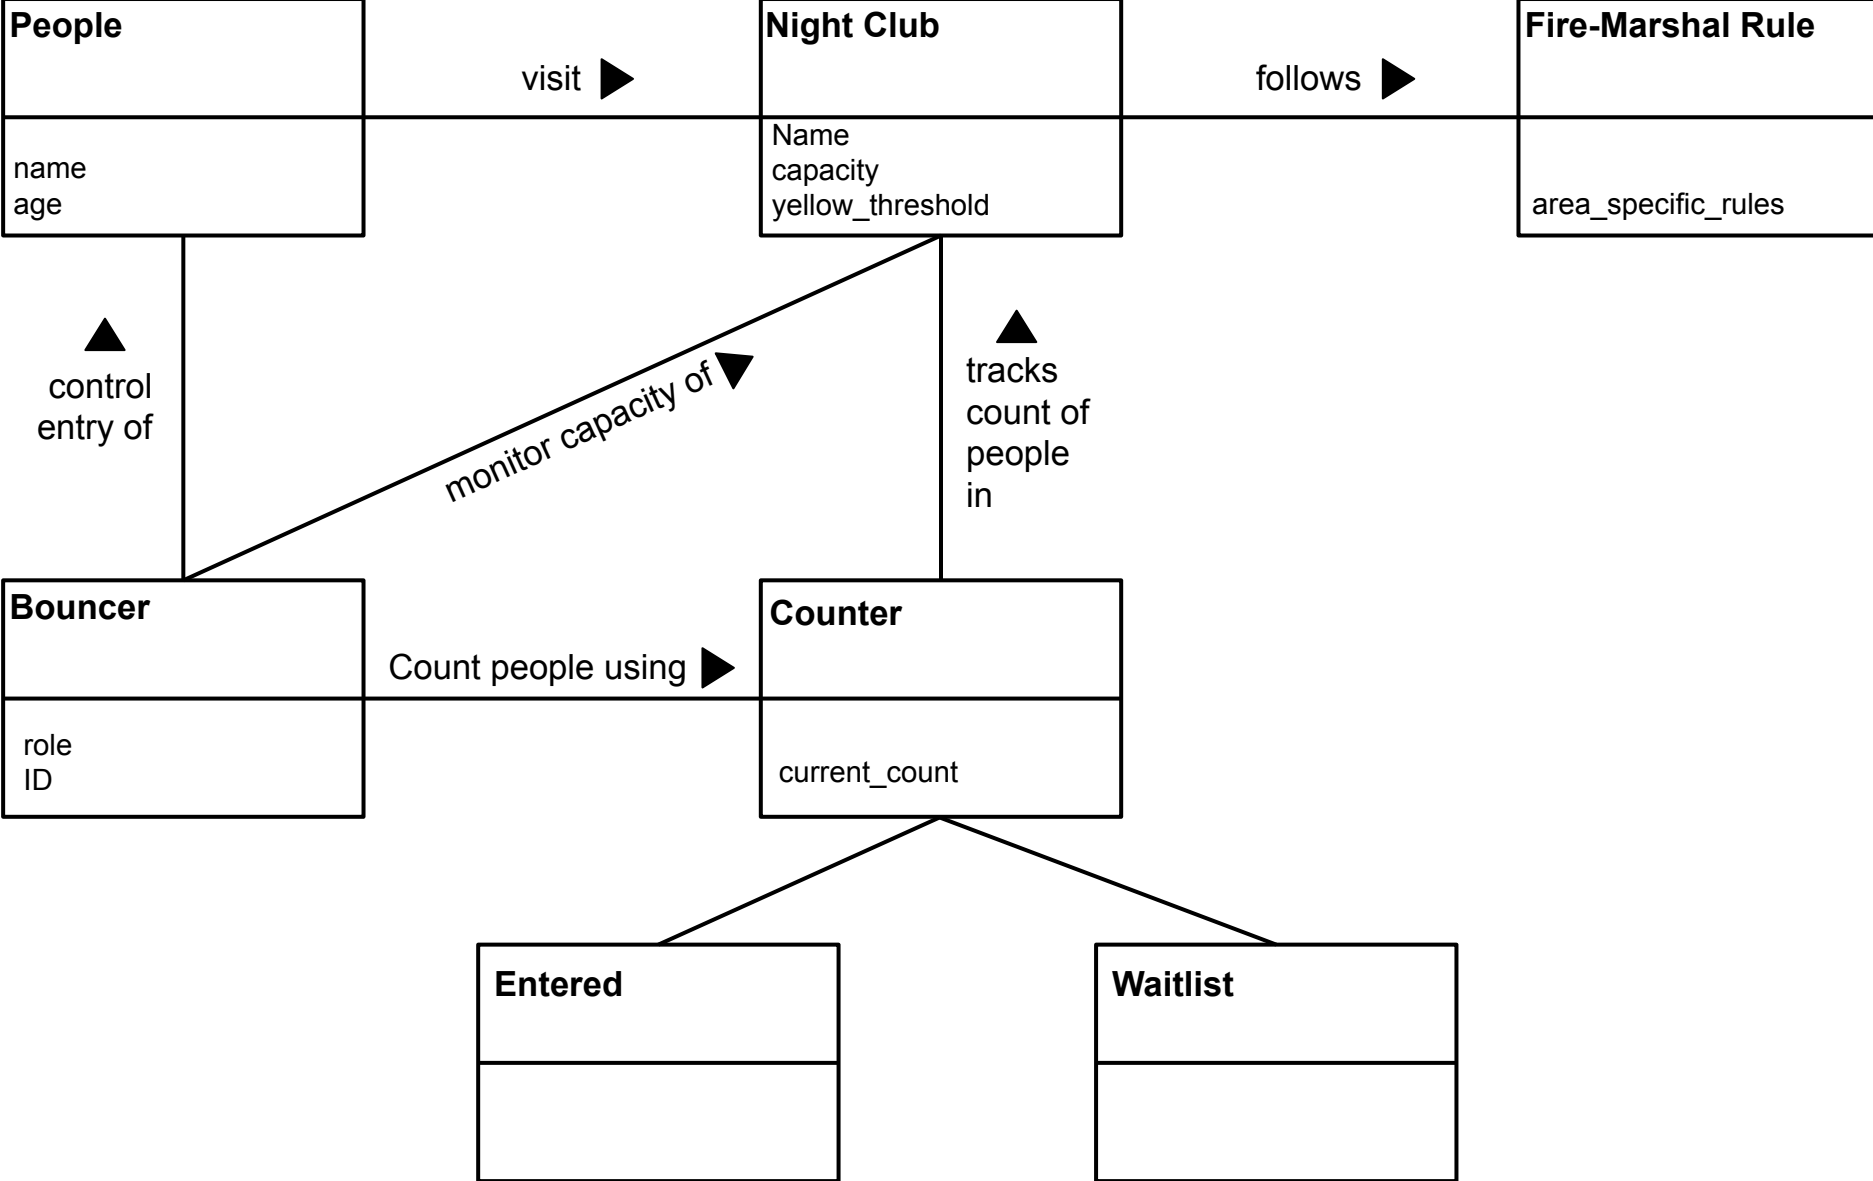 People
name
age
visit
Night Club
Name
capacity
yellow_threshold
follows
Fire-Marshal Rule
area_specific_rules
control
entry of
monitor capacity of
tracks
count of
people
in
Bouncer
role
ID
Count people using
Counter
current_count
Entered
Waitlist